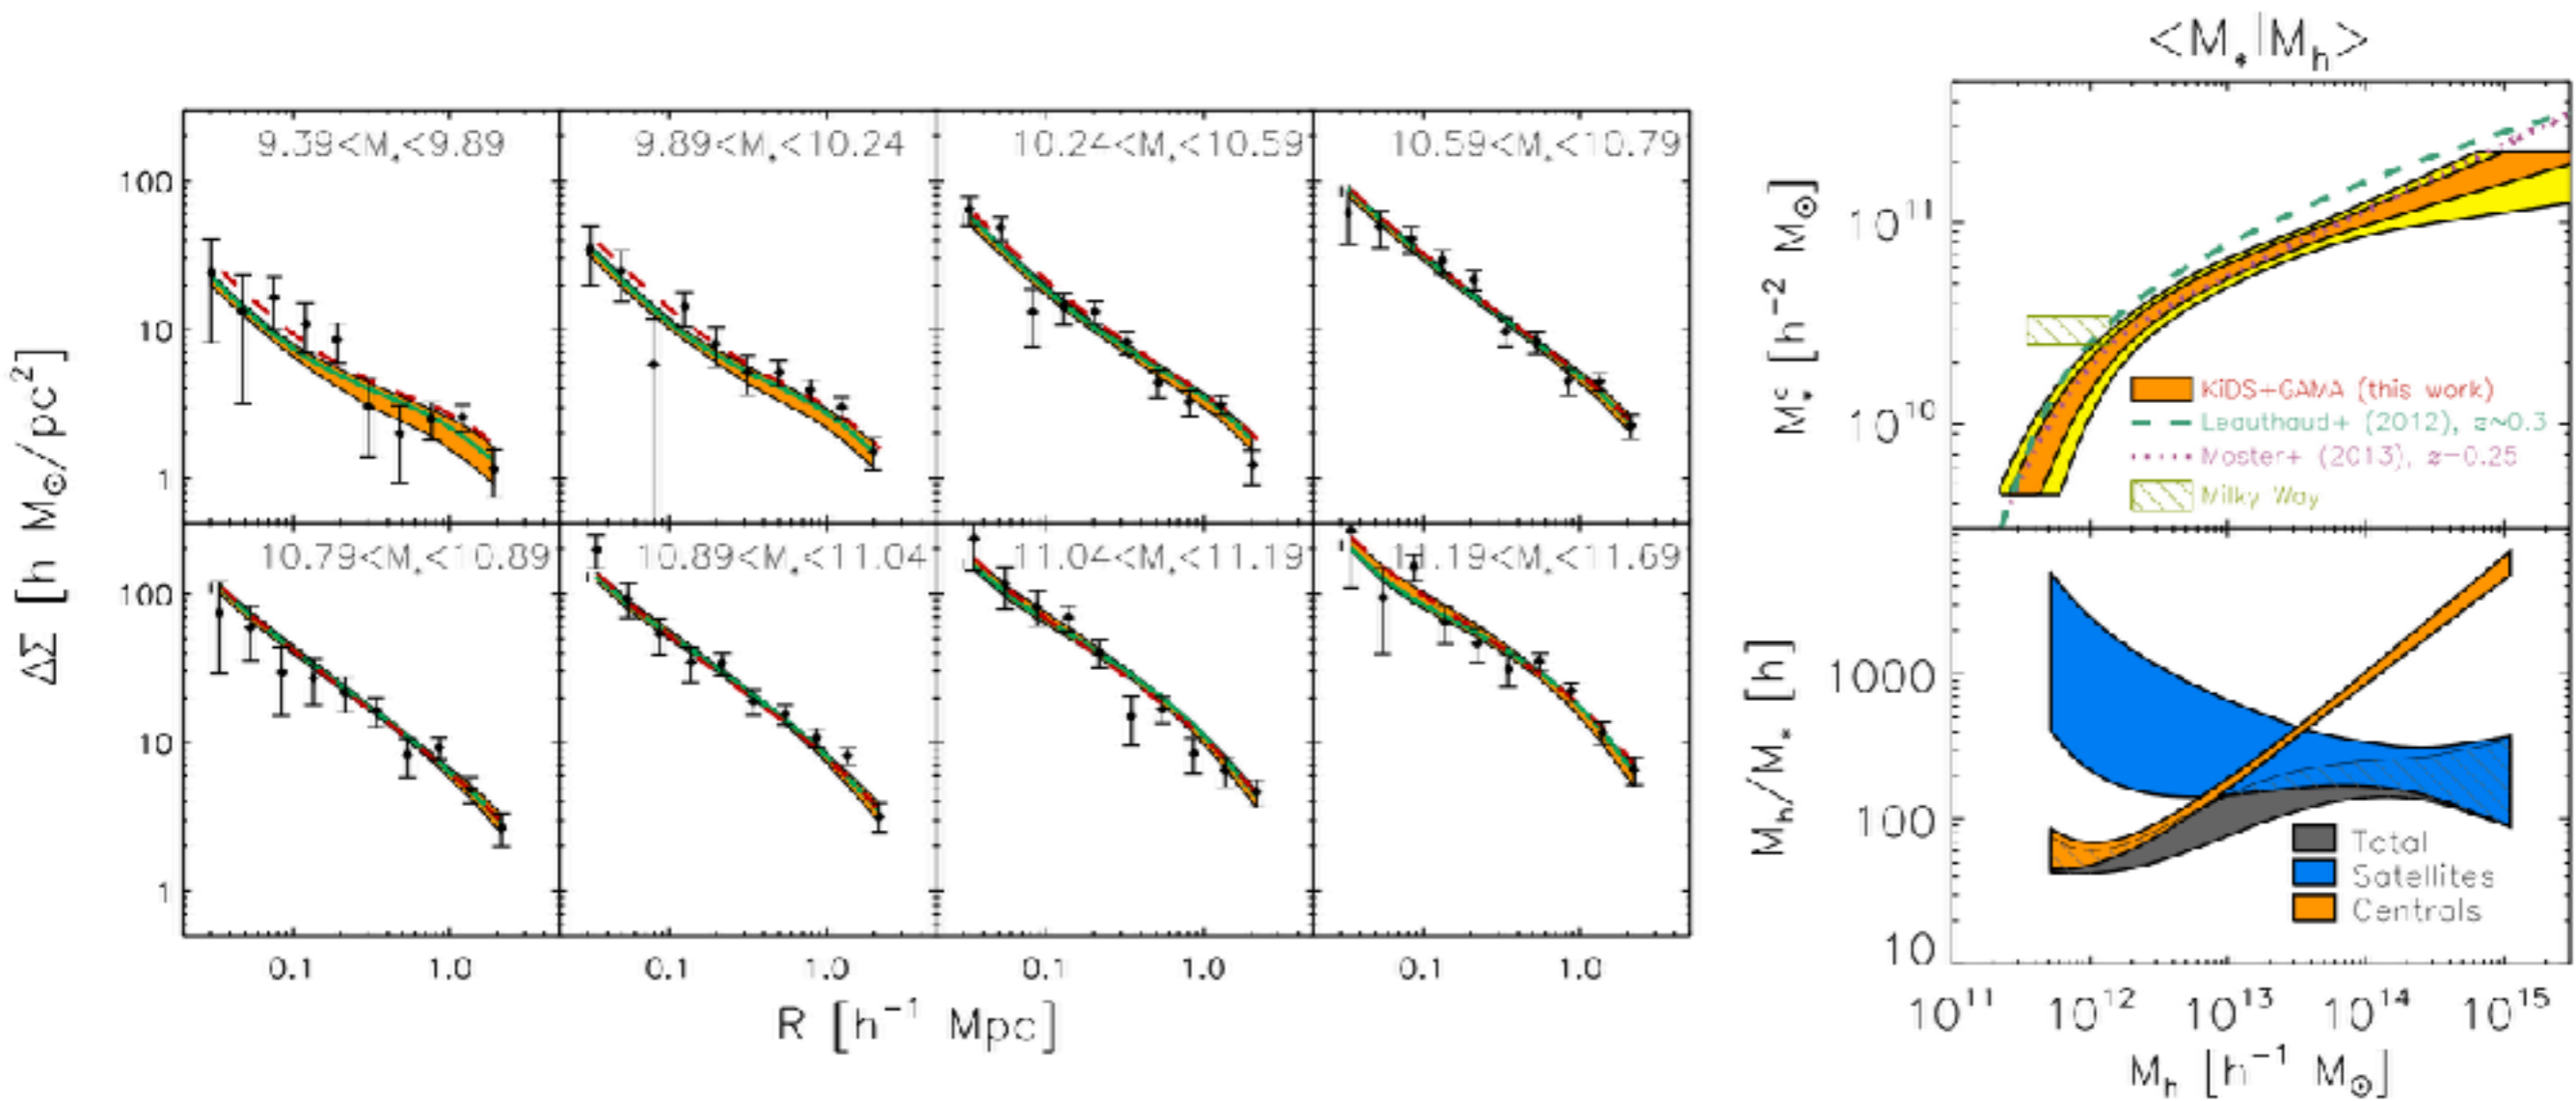 <M*|Mh>
9.39<M*<9.89
9.89<M*<10.24
10.24<M*<10.59
10.59<M*<10.79
100
10
1
ΔΣ [h M⊙/pc²]
10.79<M*<10.89
10.89<M*<11.04
11.04<M*<11.19
11.19<M*<11.69
100
10
1
0.1 1.0
0.1 1.0
0.1 1.0
0.1 1.0
R [h⁻¹ Mpc]
M*ᶜ [h⁻² M⊙]
10¹¹
10¹⁰
KiDS+GAMA (this work)
Leauthaud+ (2012), z~0.3
Moster+ (2013), z=0.25
Milky Way
Mh/M* [h]
1000
100
10
Total
Satellites
Centrals
10¹¹ 10¹² 10¹³ 10¹⁴ 10¹⁵
Mh [h⁻¹ M⊙]